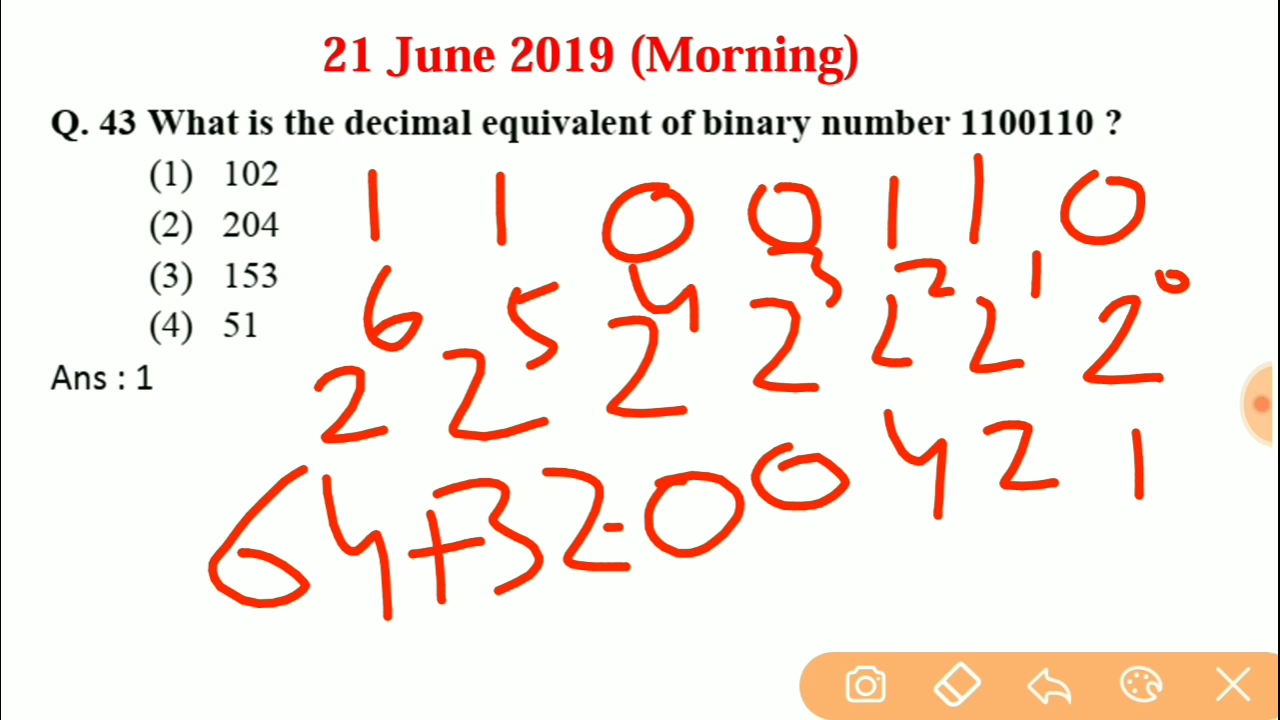 21 June 2019 (Morning)
Q. 43 What is the decimal equivalent of binary number 1100110 ?
(1) 102
(2) 204
(3) 153
(4) 51
Ans : 1
1 1 0 0 1 1 0
2⁶ 2⁵ 2⁴ 2³ 2² 2¹ 2⁰
64+32-0 0 4 2 1